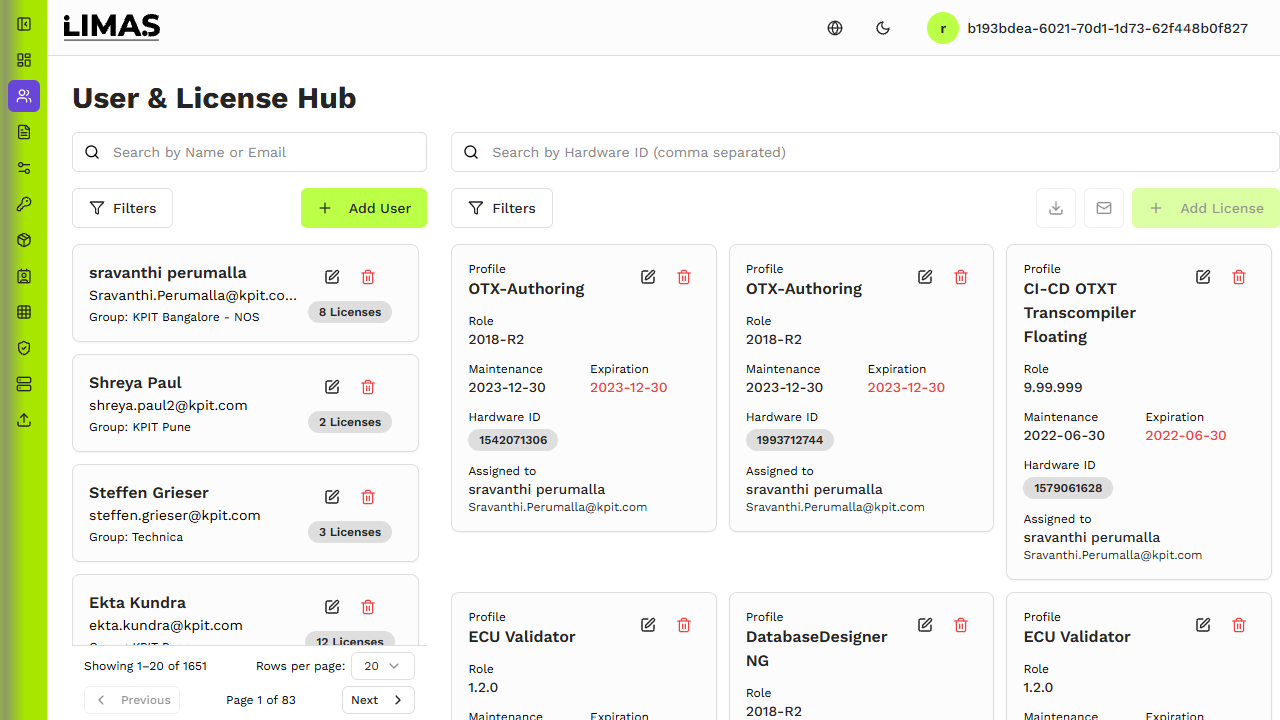 LIMAS
r
b193bdea-6021-70d1-1d73-62f448b0f827
User & License Hub
Search by Name or Email
Search by Hardware ID (comma separated)
Filters
Add User
Filters
Add License
sravanthi perumalla
Sravanthi.Perumalla@kpit.co...
Group: KPIT Bangalore - NOS
8 Licenses
Shreya Paul
shreya.paul2@kpit.com
Group: KPIT Pune
2 Licenses
Steffen Grieser
steffen.grieser@kpit.com
Group: Technica
3 Licenses
Ekta Kundra
ekta.kundra@kpit.com
12 Licenses
Showing 1–20 of 1651
Rows per page:
20
Previous
Page 1 of 83
Next
Profile
OTX-Authoring
Role
2018-R2
Maintenance
Expiration
2023-12-30
2023-12-30
Hardware ID
1542071306
Assigned to
sravanthi perumalla
Sravanthi.Perumalla@kpit.com
Profile
OTX-Authoring
Role
2018-R2
Maintenance
Expiration
2023-12-30
2023-12-30
Hardware ID
1993712744
Assigned to
sravanthi perumalla
Sravanthi.Perumalla@kpit.com
Profile
CI-CD OTXT
Transcompiler
Floating
Role
9.99.999
Maintenance
Expiration
2022-06-30
2022-06-30
Hardware ID
1579061628
Assigned to
sravanthi perumalla
Sravanthi.Perumalla@kpit.com
Profile
ECU Validator
Role
1.2.0
Maintenance
Expiration
Profile
DatabaseDesigner
NG
Role
2018-R2
Profile
ECU Validator
Role
1.2.0
Maintenance
Expiration